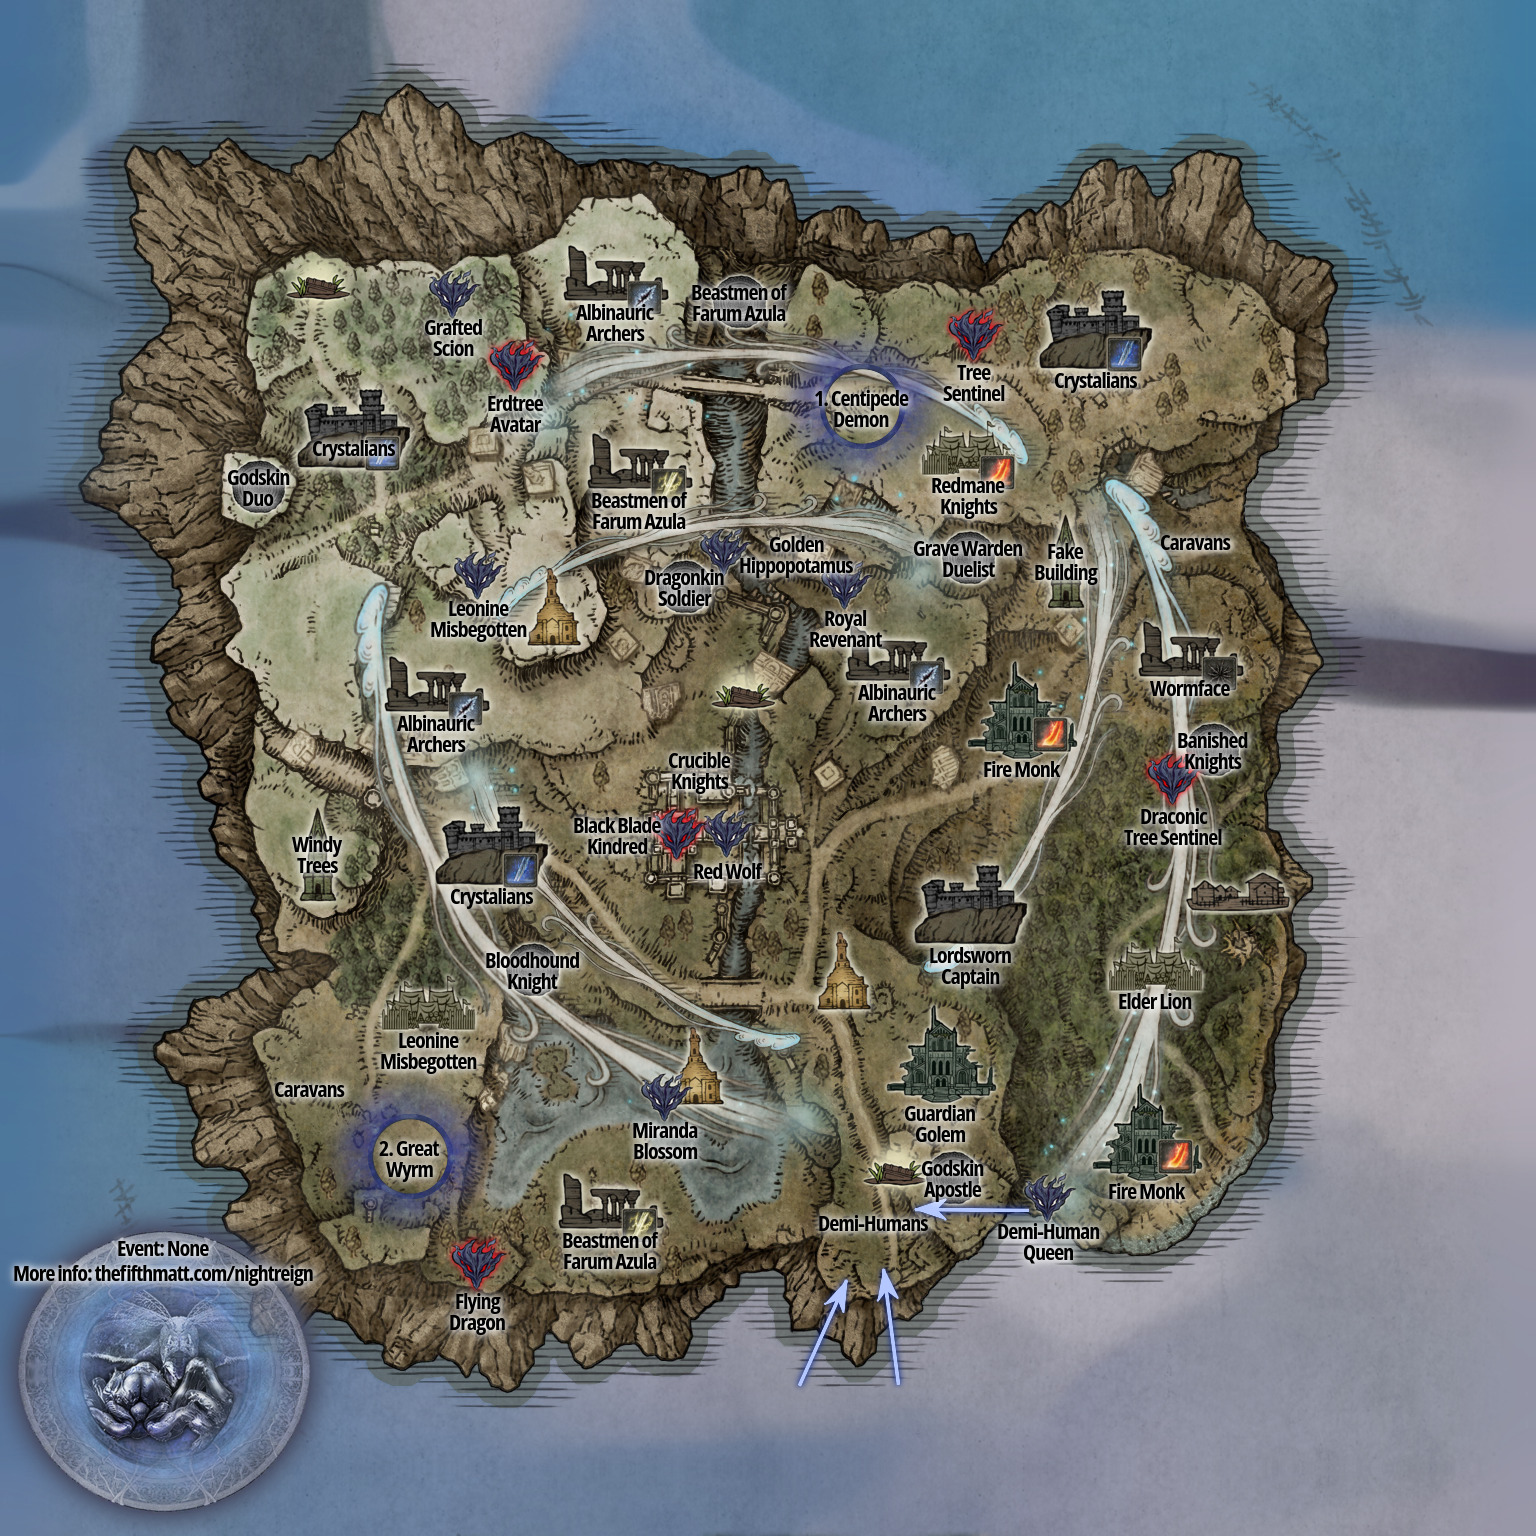 Grafted
Scion
Albinauric
Archers
Beastmen of
Farum Azula
Tree
Sentinel
Crystalians
Erdtree
Avatar
1. Centipede
Demon
Crystalians
Godskin
Duo
Beastmen of
Farum Azula
Redmane
Knights
Golden
Hippopotamus
Grave Warden
Duelist
Fake
Building
Caravans
Dragonkin
Soldier
Leonine
Misbegotten
Royal
Revenant
Albinauric
Archers
Albinauric
Archers
Wormface
Crucible
Knights
Fire Monk
Banished
Knights
Windy
Trees
Black Blade
Kindred
Red Wolf
Draconic
Tree Sentinel
Crystalians
Bloodhound
Knight
Lordsworn
Captain
Elder Lion
Leonine
Misbegotten
Caravans
Guardian
Golem
Miranda
Blossom
2. Great
Wyrm
Godskin
Apostle
Fire Monk
Demi-Humans
Demi-Human
Queen
Beastmen of
Farum Azula
Flying
Dragon
Event: None
More info: thefifthmatt.com/nightreign